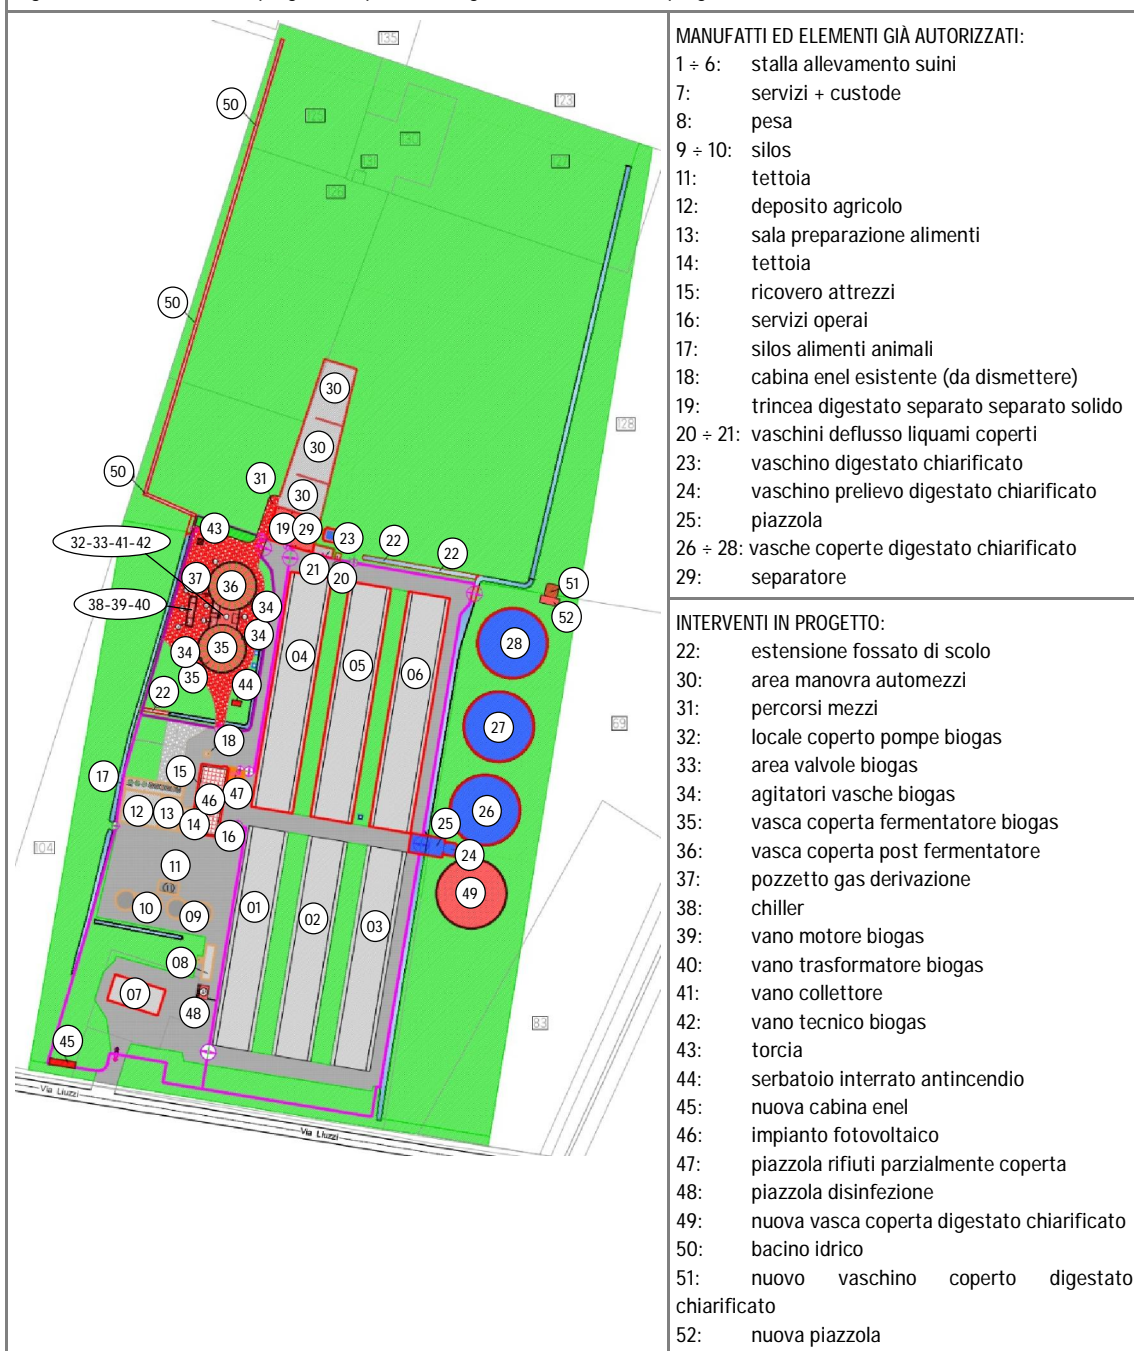 MANUFATTI ED ELEMENTI GIÀ AUTORIZZATI:
1 ÷ 6: stalla allevamento suini
7: servizi + custode
8: pesa
9 ÷ 10: silos
11: tettoia
12: deposito agricolo
13: sala preparazione alimenti
14: tettoia
15: ricovero attrezzi
16: servizi operai
17: silos alimenti animali
18: cabina enel esistente (da dismettere)
19: trincea digestato separato separato solido
20 ÷ 21: vaschini deflusso liquami coperti
23: vaschino digestato chiarificato
24: vaschino prelievo digestato chiarificato
25: piazzola
26 ÷ 28: vasche coperte digestato chiarificato
29: separatore
INTERVENTI IN PROGETTO:
22: estensione fossato di scolo
30: area manovra automezzi
31: percorsi mezzi
32: locale coperto pompe biogas
33: area valvole biogas
34: agitatori vasche biogas
35: vasca coperta fermentatore biogas
36: vasca coperta post fermentatore
37: pozzetto gas derivazione
38: chiller
39: vano motore biogas
40: vano trasformatore biogas
41: vano collettore
42: vano tecnico biogas
43: torcia
44: serbatoio interrato antincendio
45: nuova cabina enel
46: impianto fotovoltaico
47: piazzola rifiuti parzialmente coperta
48: piazzola disinfezione
49: nuova vasca coperta digestato chiarificato
50: bacino idrico
51: nuovo vaschino coperto digestato
chiarificato
52: nuova piazzola
135
123
50
50
30
128
30
50
31
30
43
19 29
23
22
22
32-33-41-42
21
20
51
37
36
52
38-39-40
34
34
35
34
35
04
05
06
28
44
22
69
27
18
17
15
47
46
26
12
13
14
25
16
24
104
11
49
10
09
01
02
03
08
07
48
83
45
Via Liuzzi
Via Liuzzi